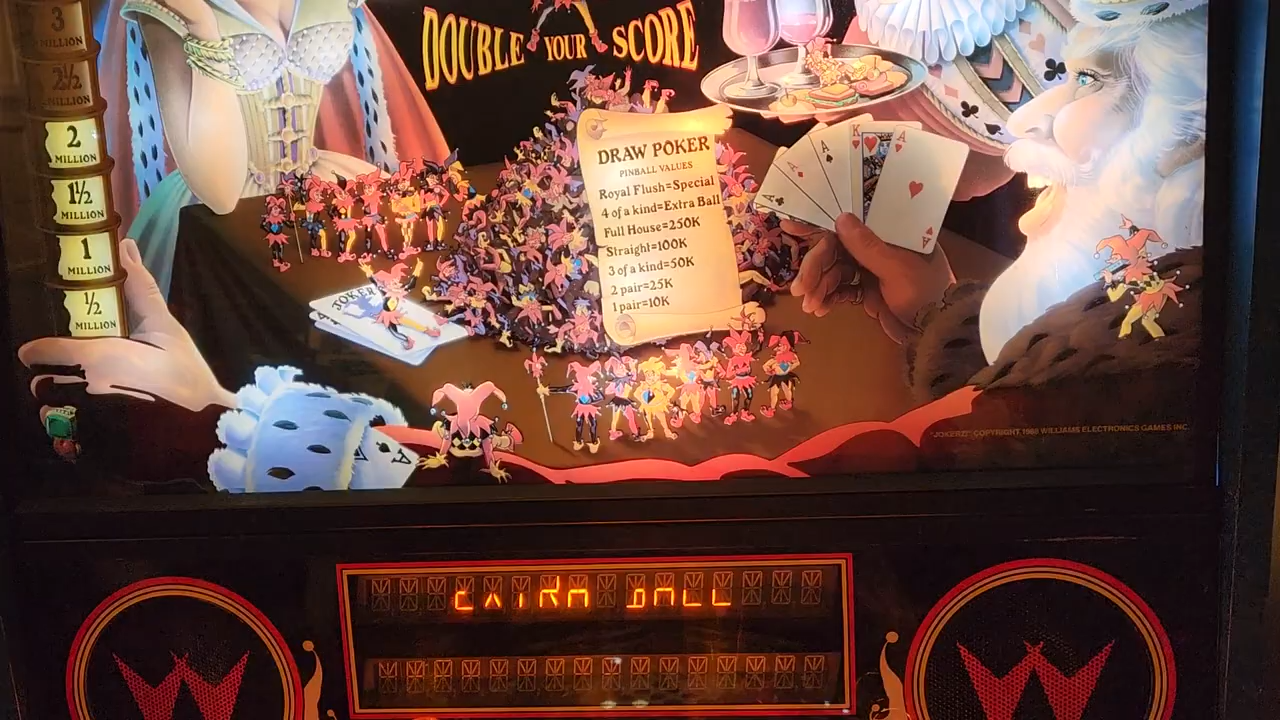 DOUBLE YOUR SCORE
3
MILLION
2½
MILLION
2
MILLION
1½
MILLION
1
MILLION
½
MILLION
DRAW POKER
PINBALL VALUES
Royal Flush=Special
4 of a kind=Extra Ball
Full House=250K
Straight=100K
3 of a kind=50K
2 pair=25K
1 pair=10K
A
A
K
A
A
JOKER
A
A
"JOKERZ!" COPYRIGHT 1988 WILLIAMS ELECTRONICS GAMES INC.
EXTRA BALL
W
W